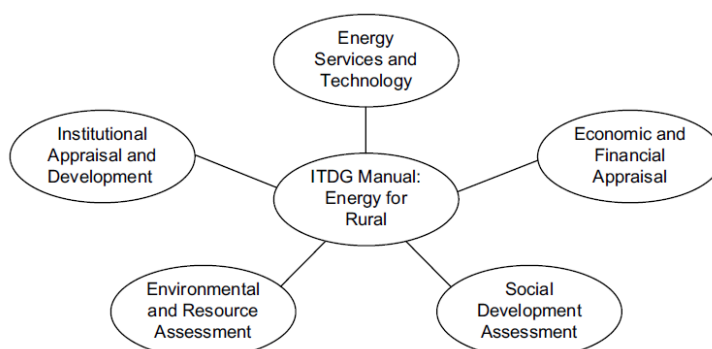 Energy
Services and
Technology
Institutional
Appraisal and
Development
Economic and
Financial
Appraisal
ITDG Manual:
Energy for
Rural
Environmental
and Resource
Assessment
Social
Development
Assessment